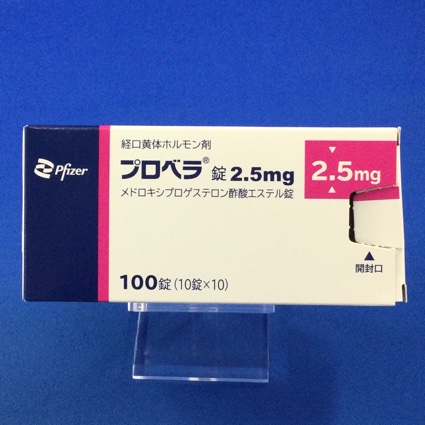 Pfizer
経口黄体ホルモン剤
プロベラ® 錠 2.5mg
メドロキシプロゲステロン酢酸エステル錠
100錠 (10錠×10)
▼
2.5mg
▲
▲
開封口